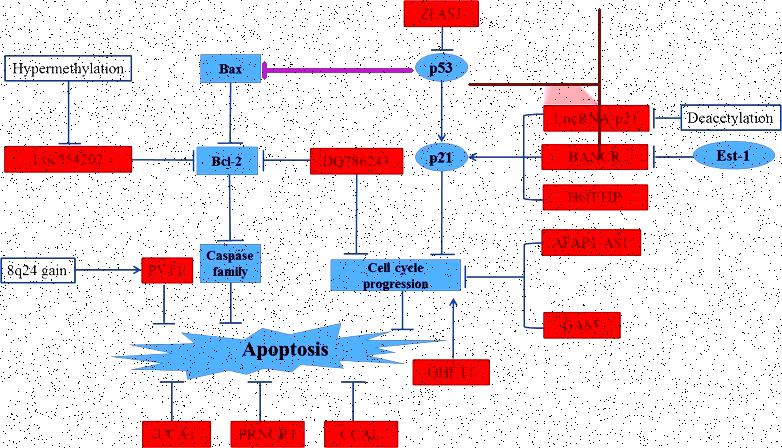 ZFAS1
Hypermethylation
Bax
p53
LncRNA-p21
Deacetylation
Loc554202
Bcl-2
DQ786243
p21
BANCR
Est-1
HOTTIP
AFAP1-AS1
8q24 gain
PVT1
Caspase
family
Cell cycle
progression
GAS5
Apoptosis
GHET1
UCA1
PRNCR1
CCAL